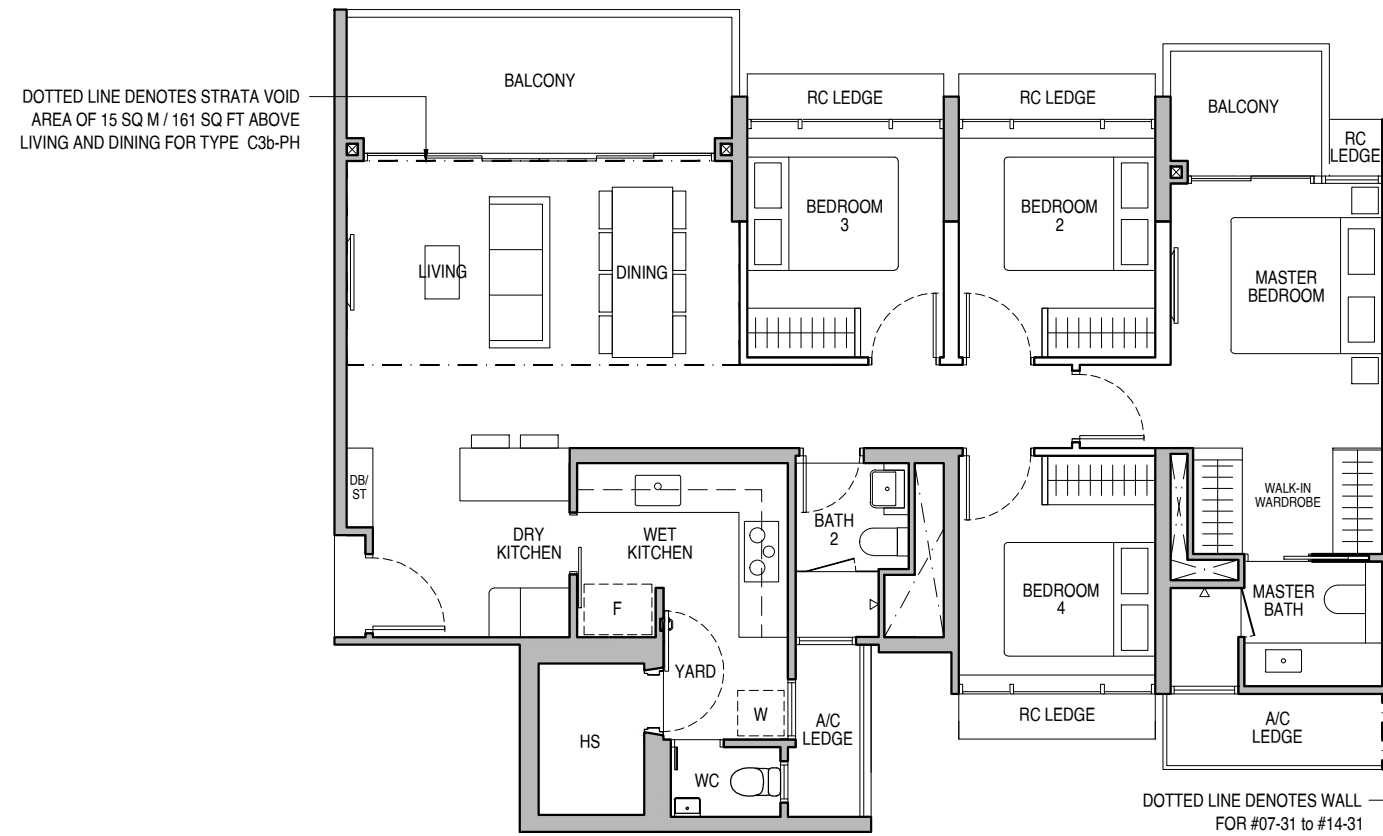 BALCONY
DOTTED LINE DENOTES STRATA VOID
AREA OF 15 SQ M / 161 SQ FT ABOVE
LIVING AND DINING FOR TYPE C3b-PH
RC LEDGE
RC LEDGE
BALCONY
RC
LEDGE
BEDROOM
3
BEDROOM
2
LIVING
DINING
MASTER
BEDROOM
DB/
ST
DRY
KITCHEN
WET
KITCHEN
BATH
2
WALK-IN
WARDROBE
F
BEDROOM
4
MASTER
BATH
YARD
W
HS
A/C
LEDGE
RC LEDGE
A/C
LEDGE
WC
DOTTED LINE DENOTES WALL
FOR #07-31 to #14-31